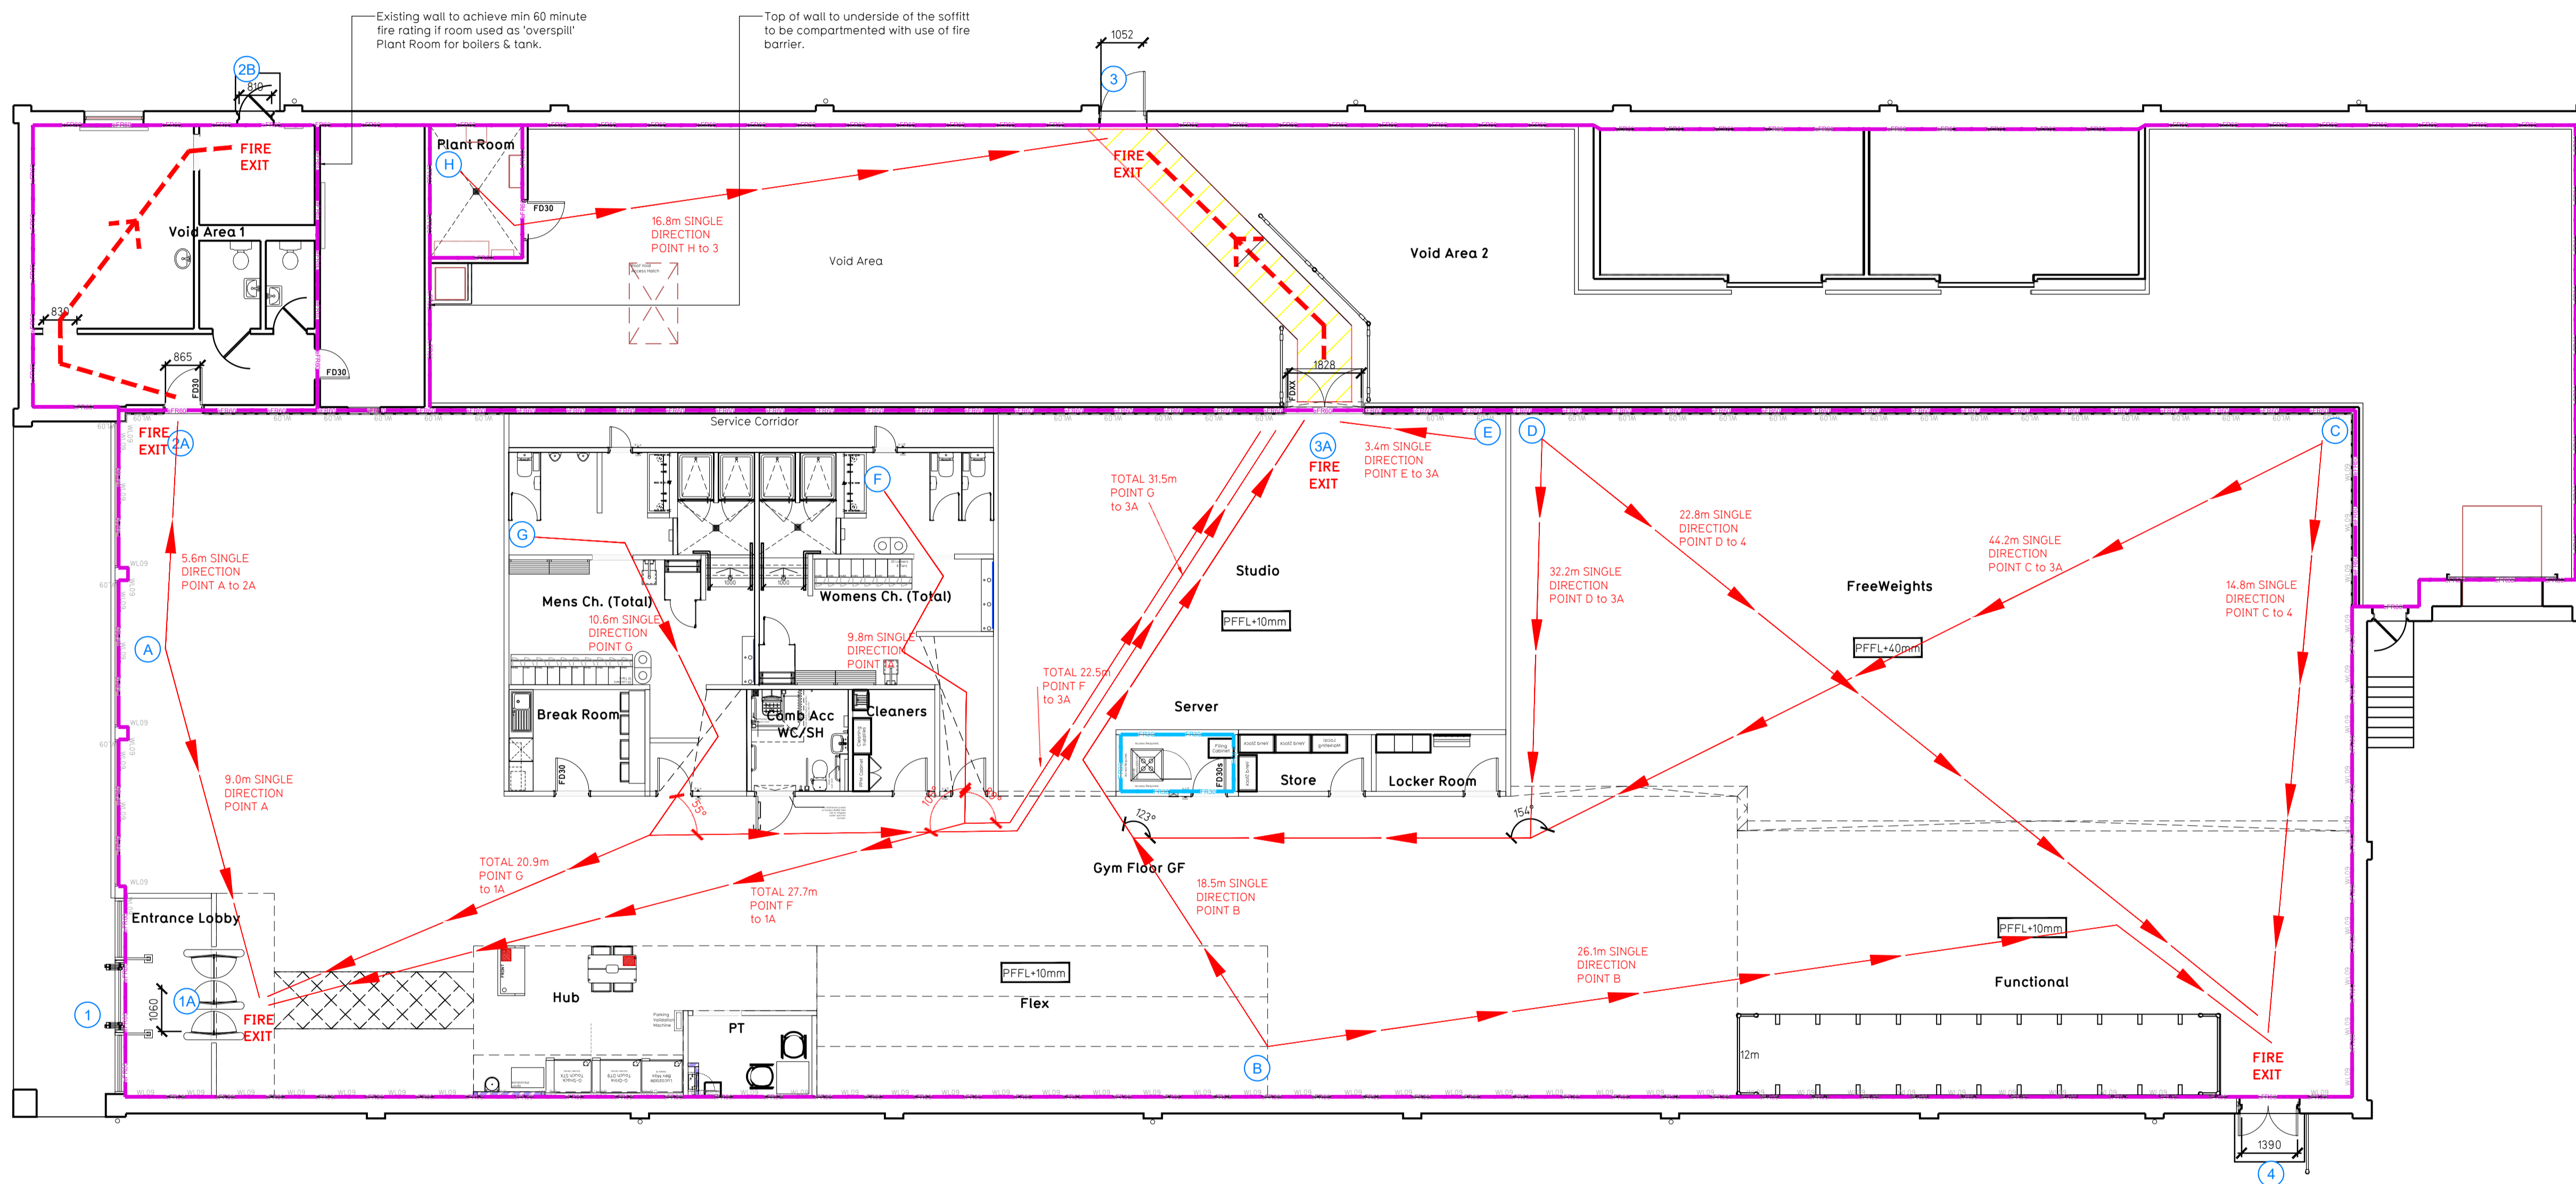 Existing wall to achieve min 60 minute
fire rating if room used as 'overspill'
Plant Room for boilers & tank.
Top of wall to underside of the soffitt
to be compartmented with use of fire
barrier.
1052
2B
810
3
FIRE
EXIT
Plant Room
H
FD30
16.8m SINGLE
DIRECTION
POINT H to 3
FIRE
EXIT
Void Area 1
Void Area
Void Area 2
830
865
FD30
FD30
1828
FDXX
FR60
Service Corridor
FIRE
EXIT
2A
3A
FIRE
EXIT
E
3.4m SINGLE
DIRECTION
POINT E to 3A
D
C
F
G
TOTAL 31.5m
POINT G
to 3A
22.8m SINGLE
DIRECTION
POINT D to 4
44.2m SINGLE
DIRECTION
POINT C to 3A
5.6m SINGLE
DIRECTION
POINT A to 2A
Studio
32.2m SINGLE
DIRECTION
POINT D to 3A
FreeWeights
14.8m SINGLE
DIRECTION
POINT C to 4
1000
1000
Mens Ch. (Total)
Womens Ch. (Total)
10.6m SINGLE
DIRECTION
POINT G
9.8m SINGLE
DIRECTION
PFFL+10mm
PFFL+40mm
A
TOTAL 22.5m
POINT F
to 3A
Server
Break Room
Comb Acc
WC/SH
Cleaners
FD30
Filing
Cabinet
FD30s
Store
Locker Room
9.0m SINGLE
DIRECTION
POINT A
55°
123°
154°
TOTAL 20.9m
POINT G
to 1A
Gym Floor GF
TOTAL 27.7m
POINT F
to 1A
18.5m SINGLE
DIRECTION
POINT B
Entrance Lobby
PFFL+10mm
26.1m SINGLE
DIRECTION
POINT B
PFFL+10mm
Functional
Hub
Flex
1A
1
1060
FIRE
EXIT
Parking
Validation
Machine
PT
B
12m
FIRE
EXIT
WL09
1390
4